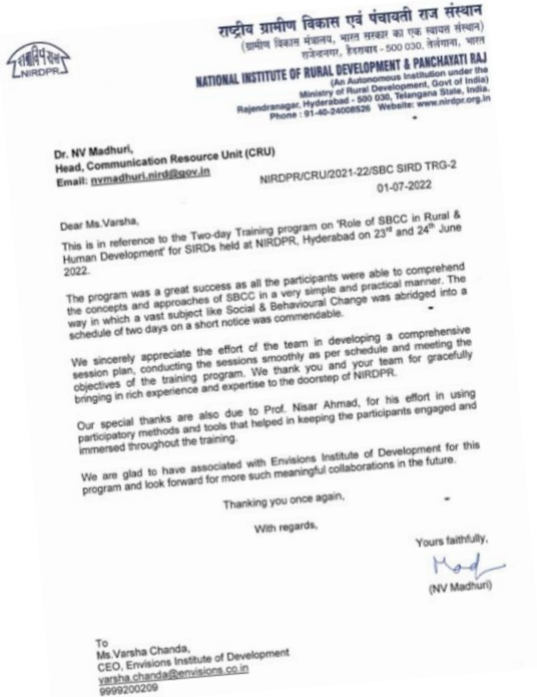 राष्ट्रीय ग्रामीण विकास एवं पंचायती राज संस्थान
(ग्रामीण विकास मंत्रालय, भारत सरकार का एक स्वायत्त संस्थान)
राजेन्द्रनगर, हैदराबाद - 500 030, तेलंगाना, भारत
NIRDPR
NATIONAL INSTITUTE OF RURAL DEVELOPMENT & PANCHAYATI RAJ
(An Autonomous Institution under the
Ministry of Rural Development, Govt of India)
Rajendranagar, Hyderabad - 500 030, Telangana State, India.
Phone : 91-40-24008526 Website: www.nirdpr.org.in
Dr. NV Madhuri,
Head, Communication Resource Unit (CRU)
Email: nvmadhuri.nird@gov.in
NIRDPR/CRU/2021-22/SBC SIRD TRG-2
01-07-2022
Dear Ms.Varsha,
This is in reference to the Two-day Training program on 'Role of SBCC in Rural &
Human Development' for SIRDs held at NIRDPR, Hyderabad on 23rd and 24th June
2022.
The program was a great success as all the participants were able to comprehend
the concepts and approaches of SBCC in a very simple and practical manner. The
way in which a vast subject like Social & Behavioural Change was abridged into a
schedule of two days on a short notice was commendable.
We sincerely appreciate the effort of the team in developing a comprehensive
session plan, conducting the sessions smoothly as per schedule and meeting the
objectives of the training program. We thank you and your team for gracefully
bringing in rich experience and expertise to the doorstep of NIRDPR.
Our special thanks are also due to Prof. Nisar Ahmad, for his effort in using
participatory methods and tools that helped in keeping the participants engaged and
immersed throughout the training.
We are glad to have associated with Envisions Institute of Development for this
program and look forward for more such meaningful collaborations in the future.
Thanking you once again,
With regards,
Yours faithfully,
(NV Madhuri)
To
Ms.Varsha Chanda,
CEO, Envisions Institute of Development
varsha.chanda@envisions.co.in
9999200209